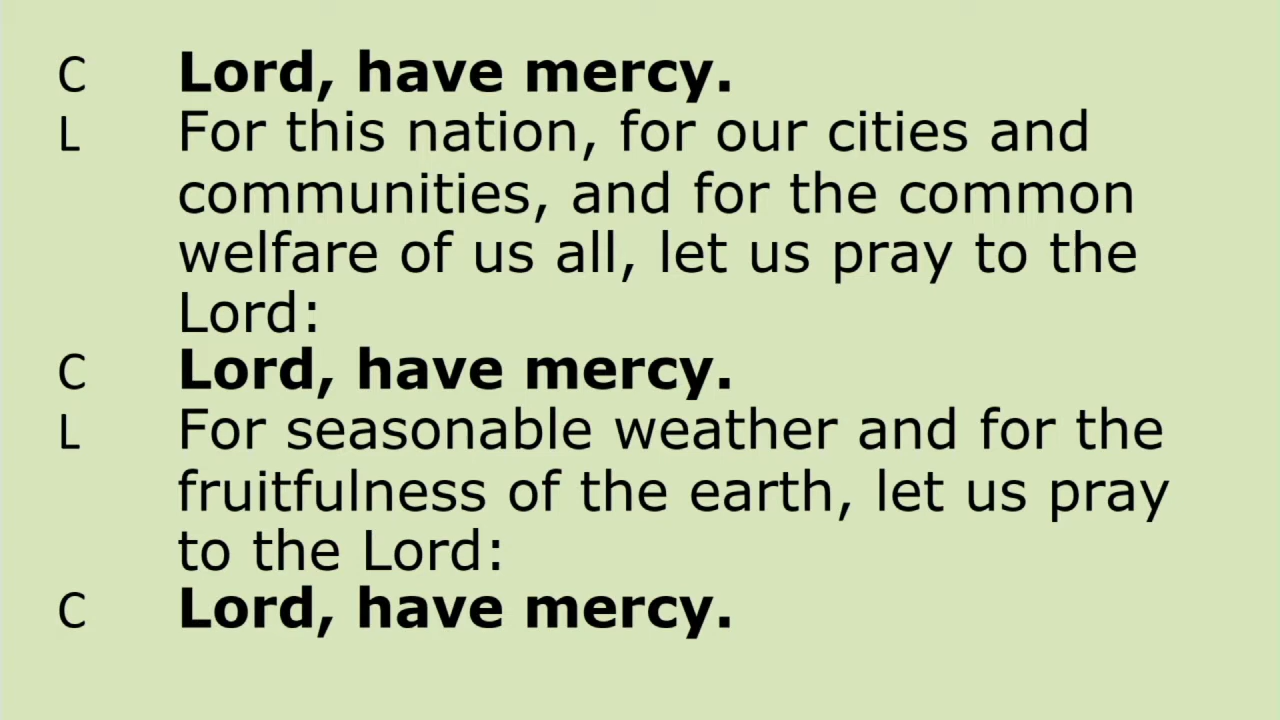 C Lord, have mercy.
L For this nation, for our cities and
communities, and for the common
welfare of us all, let us pray to the
Lord:
C Lord, have mercy.
L For seasonable weather and for the
fruitfulness of the earth, let us pray
to the Lord:
C Lord, have mercy.